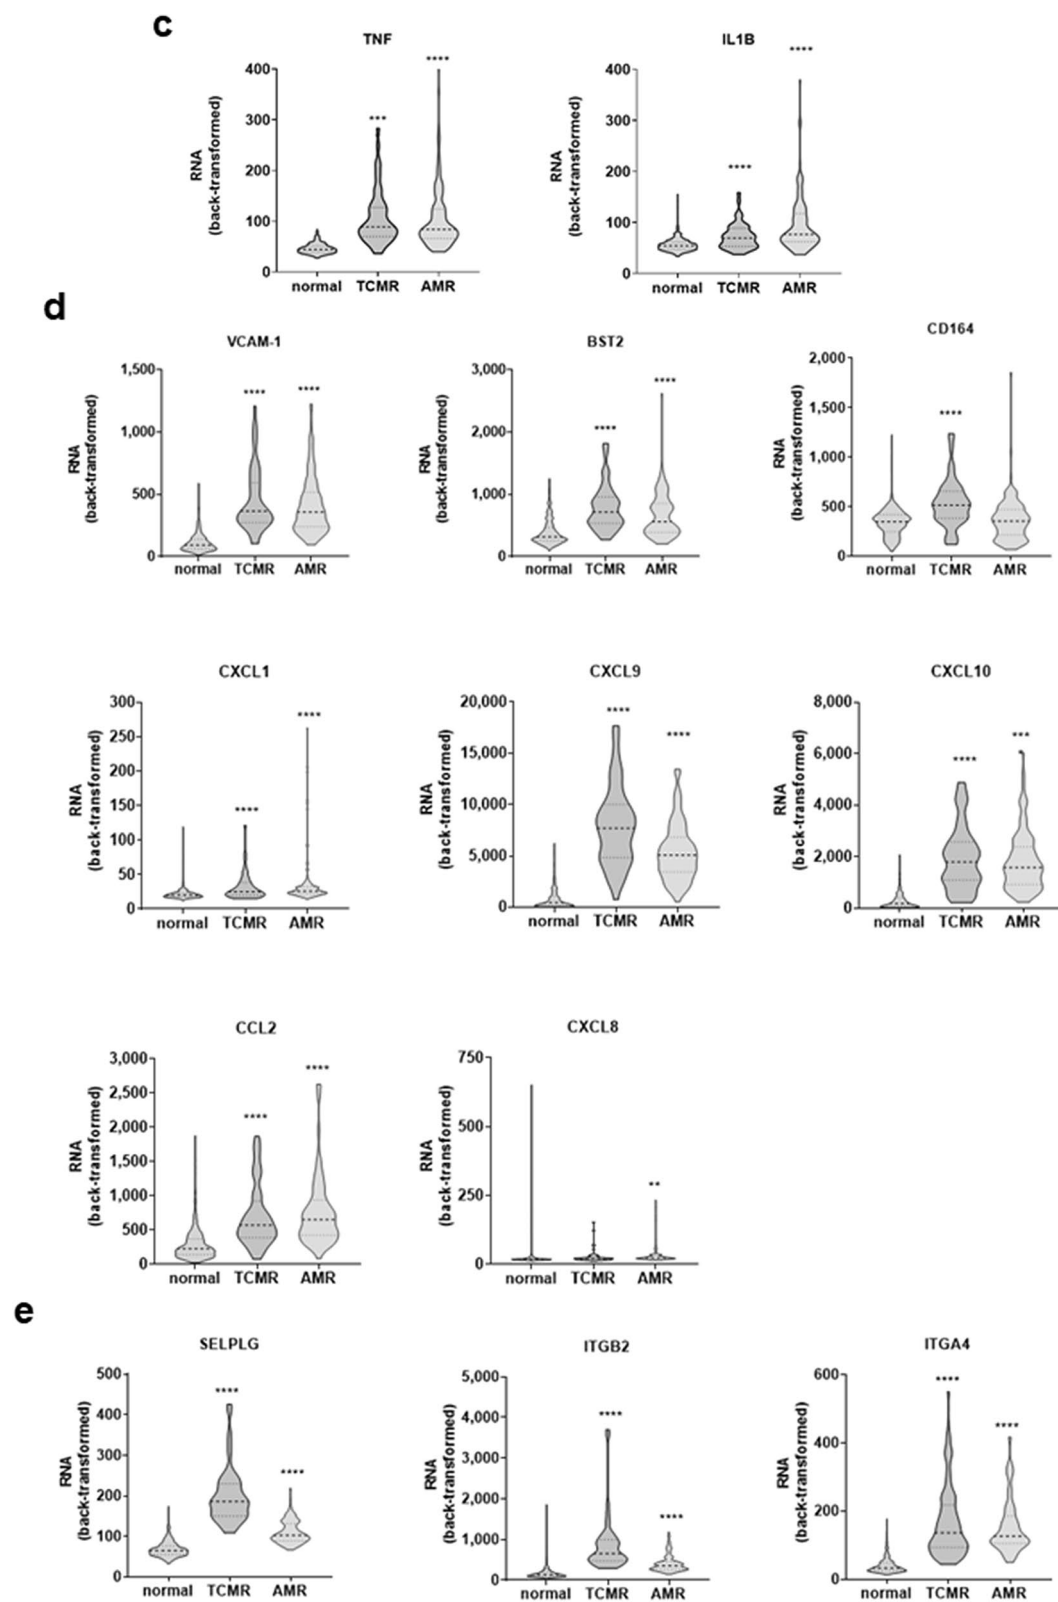 c
TNF
IL1B
RNA
(back-transformed)
400
300
200
100
0
***
****
normal TCMR AMR
RNA
(back-transformed)
400
300
200
100
0
****
****
normal TCMR AMR
d
VCAM-1
BST2
CD164
RNA
(back-transformed)
1,500
1,000
500
0
****
****
normal TCMR AMR
RNA
(back-transformed)
3,000
2,000
1,000
0
****
****
normal TCMR AMR
RNA
(back-transformed)
2,000
1,500
1,000
500
0
****
normal TCMR AMR
CXCL1
CXCL9
CXCL10
RNA
(back-transformed)
300
250
200
150
100
50
0
****
****
normal TCMR AMR
RNA
(back-transformed)
20,000
15,000
10,000
5,000
0
****
****
normal TCMR AMR
RNA
(back-transformed)
8,000
6,000
4,000
2,000
0
****
***
normal TCMR AMR
CCL2
CXCL8
RNA
(back-transformed)
3,000
2,500
2,000
1,500
1,000
500
0
****
****
normal TCMR AMR
RNA
(back-transformed)
750
500
250
0
**
normal TCMR AMR
e
SELPLG
ITGB2
ITGA4
RNA
(back-transformed)
500
400
300
200
100
0
****
****
normal TCMR AMR
RNA
(back-transformed)
5,000
4,000
3,000
2,000
1,000
0
****
****
normal TCMR AMR
RNA
(back-transformed)
600
400
200
0
****
****
normal TCMR AMR